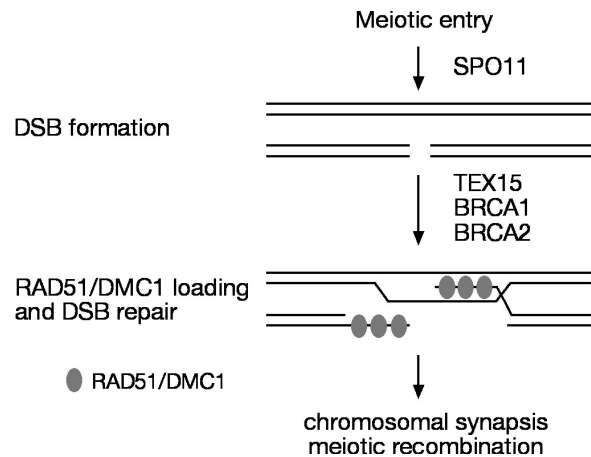 Meiotic entry
SPO11
DSB formation
TEX15
BRCA1
BRCA2
RAD51/DMC1 loading
and DSB repair
RAD51/DMC1
chromosomal synapsis
meiotic recombination